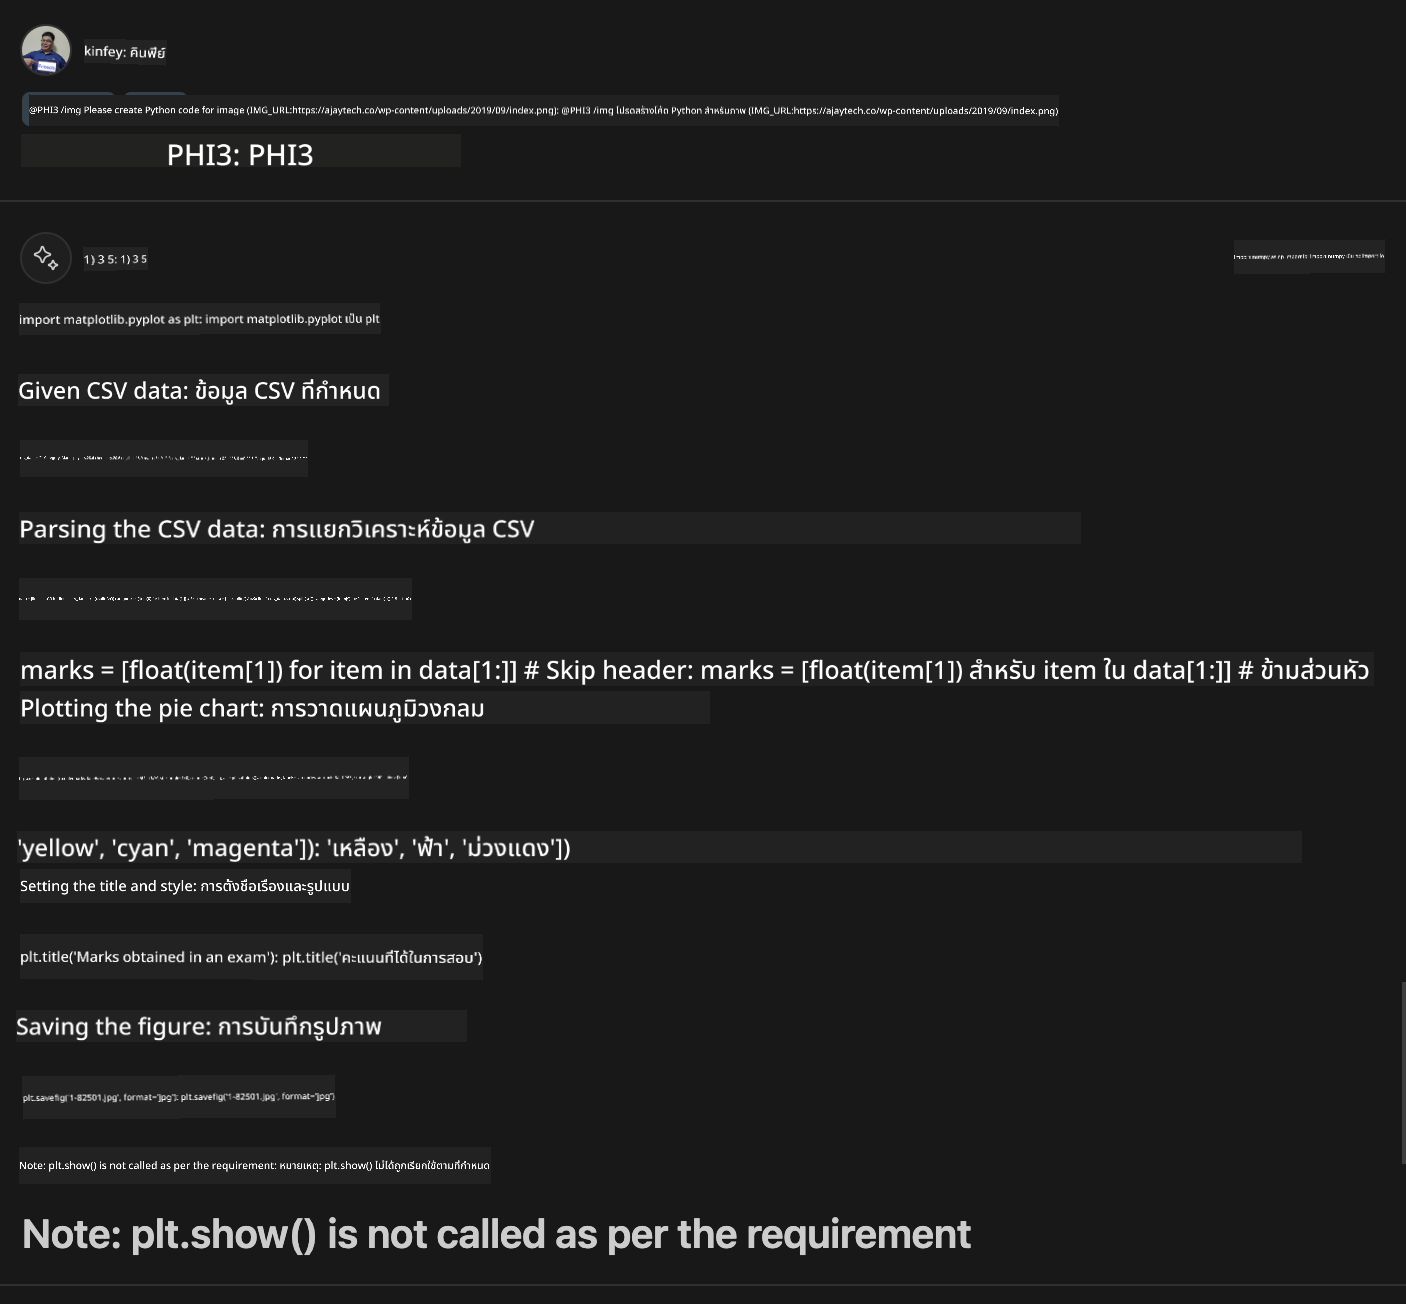 kinfey: คินฟีย์
@PHI3 /img Please create Python code for image (IMG_URL:https://ajaytech.co/wp-content/uploads/2019/09/index.png): @PHI3 /img โปรดสร้างโค้ด Python สำหรับภาพ (IMG_URL:https://ajaytech.co/wp-content/uploads/2019/09/index.png)
PHI3: PHI3
1) 3 5: 1) 3 5
import matplotlib.pyplot as plt: import matplotlib.pyplot เป็น plt
Given CSV data: ข้อมูล CSV ที่กำหนด
Parsing the CSV data: การแยกวิเคราะห์ข้อมูล CSV
marks = [float(item[1]) for item in data[1:]] # Skip header: marks = [float(item[1]) สำหรับ item ใน data[1:]] # ข้ามส่วนหัว
Plotting the pie chart: การวาดแผนภูมิวงกลม
'yellow', 'cyan', 'magenta']): 'เหลือง', 'ฟ้า', 'ม่วงแดง'])
Setting the title and style: การตั้งชื่อเรื่องและรูปแบบ
plt.title('Marks obtained in an exam'): plt.title('คะแนนที่ได้ในการสอบ')
Saving the figure: การบันทึกรูปภาพ
plt.savefig('1-82501.jpg', format='jpg'): plt.savefig('1-82501.jpg', format='jpg')
Note: plt.show() is not called as per the requirement: หมายเหตุ: plt.show() ไม่ได้ถูกเรียกใช้ตามที่กำหนด
Note: plt.show() is not called as per the requirement